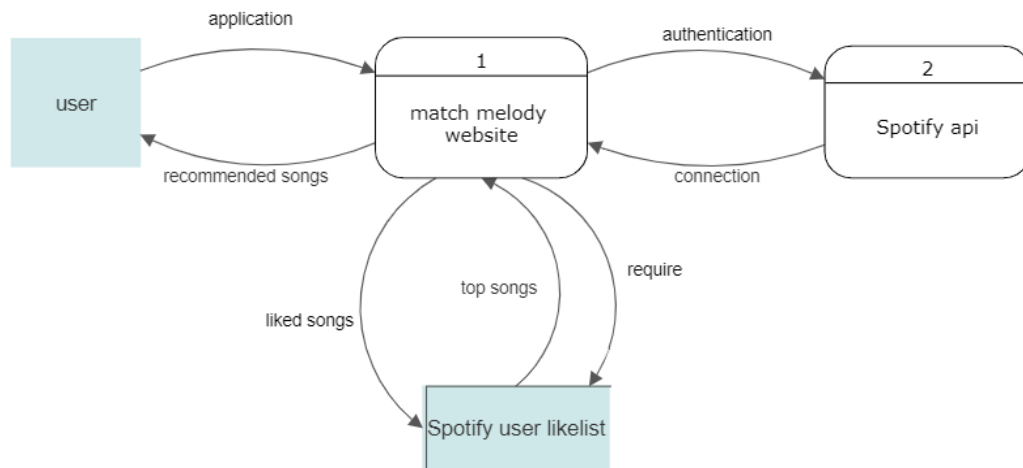 application
authentication
1
2
user
match melody
website
Spotify api
recommended songs
connection
require
top songs
liked songs
Spotify user likelist